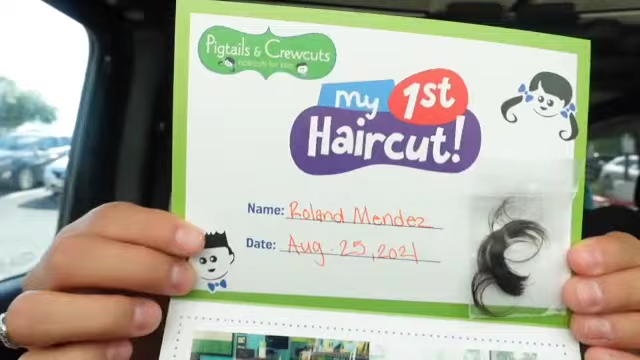 Pigtails & Crewcuts
haircuts for kids
my 1st
Haircut!
Name: Roland Mendez
Date: Aug. 25, 2021